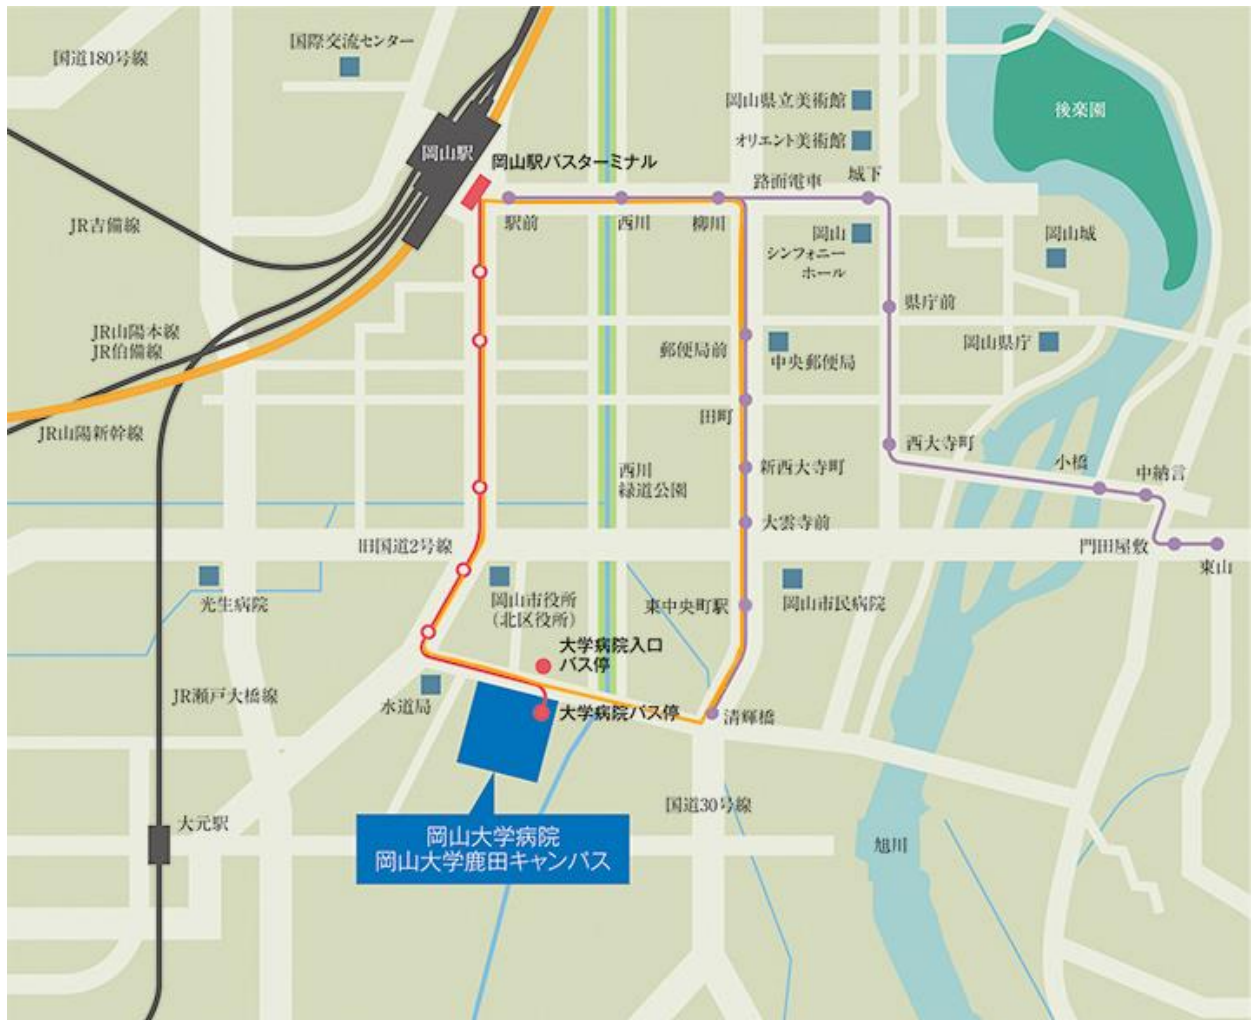 国道180号線
国際交流センター
岡山駅
岡山駅バスターミナル
岡山県立美術館
オリエント美術館
後楽園
路面電車
城下
JR吉備線
駅前
西川
柳川
岡山
シンフォニー
ホール
岡山城
県庁前
JR山陽本線
JR伯備線
郵便局前
中央郵便局
岡山県庁
田町
JR山陽新幹線
西川
緑道公園
新西大寺町
西大寺町
小橋
中納言
大雲寺前
旧国道2号線
門田屋敷
東山
光生病院
岡山市役所
(北区役所)
東中央町駅
岡山市民病院
大学病院入口
バス停
JR瀬戸大橋線
水道局
大学病院バス停
清輝橋
大元駅
国道30号線
旭川
岡山大学病院
岡山大学鹿田キャンパス